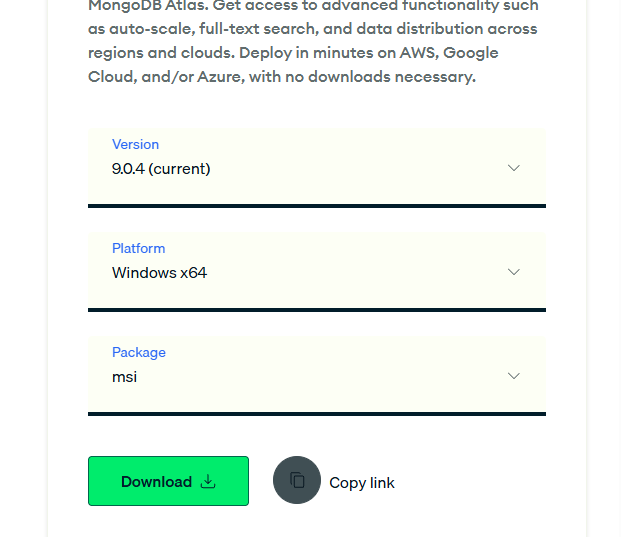 MongoDB Atlas. Get access to advanced functionality such
as auto-scale, full-text search, and data distribution across
regions and clouds. Deploy in minutes on AWS, Google
Cloud, and/or Azure, with no downloads necessary.
Version
9.0.4 (current)
Platform
Windows x64
Package
msi
Download
Copy link